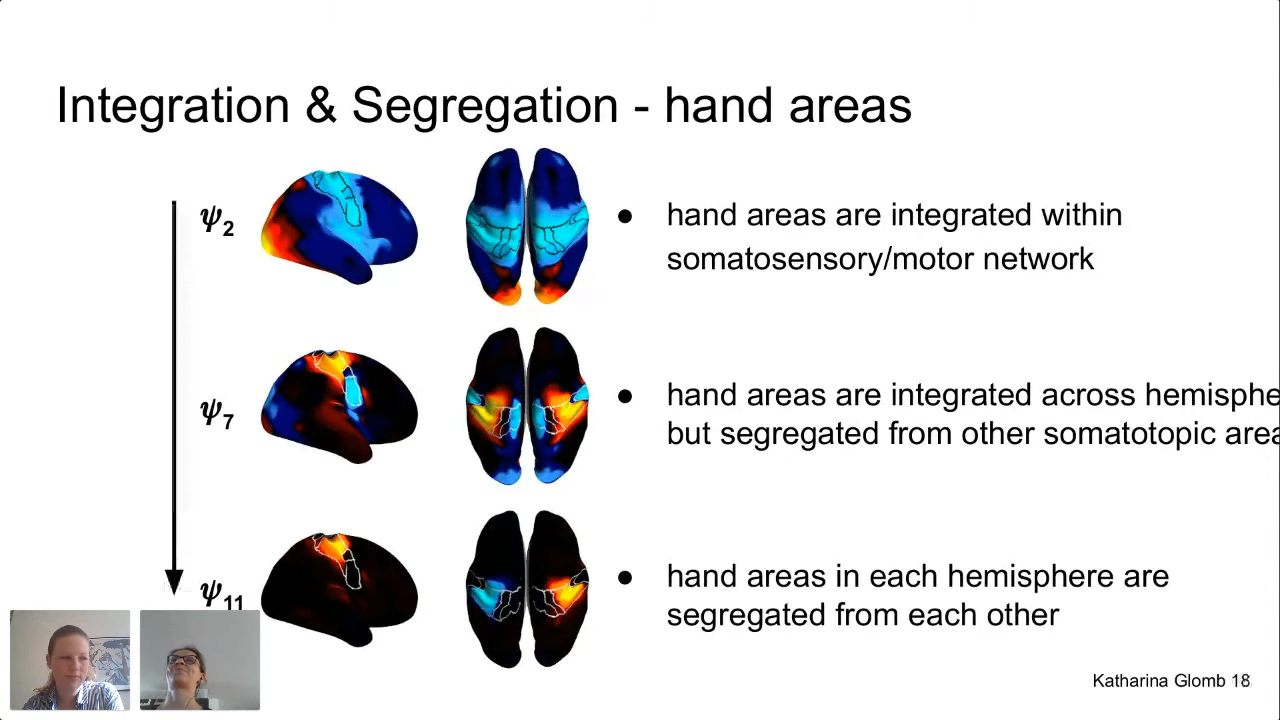 Integration & Segregation - hand areas
ψ2
● hand areas are integrated within
somatosensory/motor network
ψ7
● hand areas are integrated across hemisphe
but segregated from other somatotopic area
ψ11
● hand areas in each hemisphere are
segregated from each other
Katharina Glomb 18